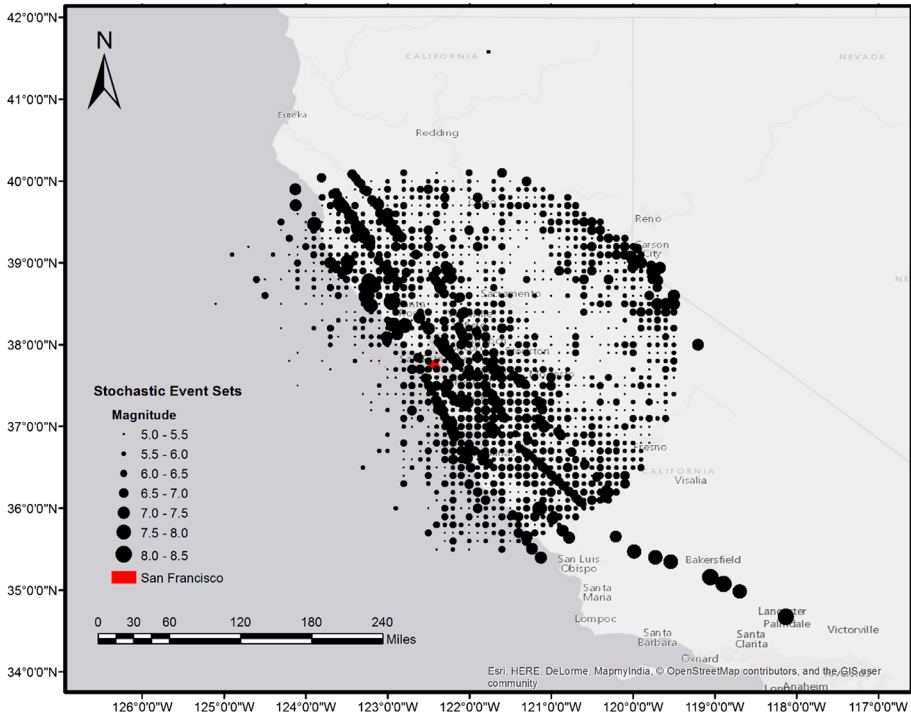 42°0'0"N
41°0'0"N
40°0'0"N
39°0'0"N
38°0'0"N
37°0'0"N
36°0'0"N
35°0'0"N
34°0'0"N
N
CALIFORNIA
NEVADA
Eureka
Redding
Reno
Carson
City
Sacramento
Fresno
CALIFORNIA
Visalia
San Luis
Obispo
Bakersfield
Santa
Maria
Lompoc
Lancaster
Palmdale
Victorville
Santa
Barbara
Santa
Clarita
Oxnard
Anaheim
Stochastic Event Sets
Magnitude
5.0 - 5.5
5.5 - 6.0
6.0 - 6.5
6.5 - 7.0
7.0 - 7.5
7.5 - 8.0
8.0 - 8.5
San Francisco
0 30 60 120 180 240
Miles
Esri, HERE, DeLorme, MapmyIndia, © OpenStreetMap contributors, and the GIS user
community
126°0'0"W 125°0'0"W 124°0'0"W 123°0'0"W 122°0'0"W 121°0'0"W 120°0'0"W 119°0'0"W 118°0'0"W 117°0'0"W